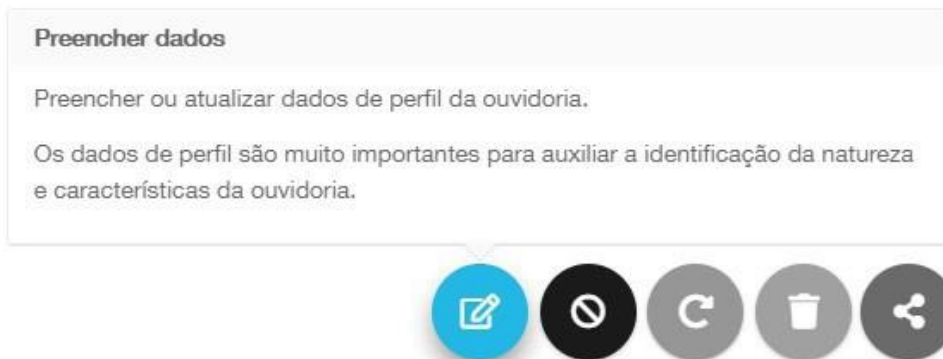 Preencher dados
Preencher ou atualizar dados de perfil da ouvidoria.
Os dados de perfil são muito importantes para auxiliar a identificação da natureza
e características da ouvidoria.